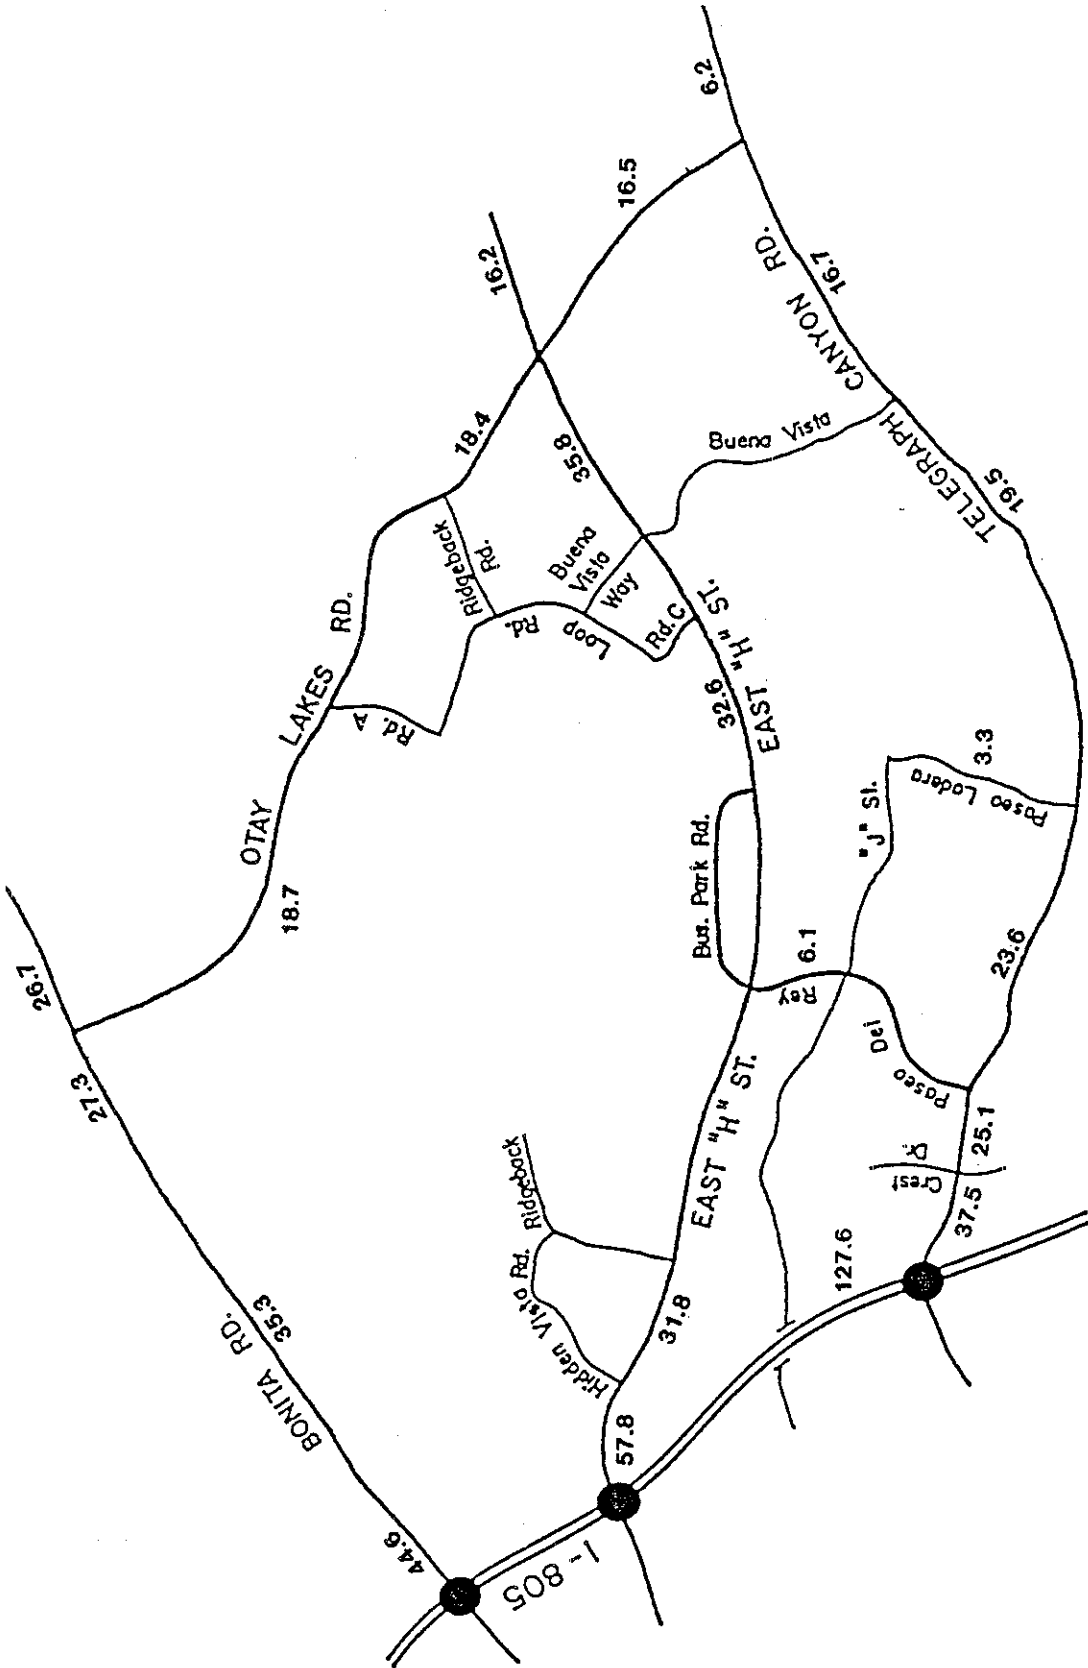 6.2
16.5
16.2
RD.
16.7
CANYON
18.4
35.8
Buena Vista
TELEGRAPH
19.5
Ridgeback
Rd.
Buena
Vista
Way
RD.
LAKES
OTAY
A
Rd.
Rd.
Loop
Rd. C
EAST "H" ST.
32.6
3.3
Paseo Ladera
"J" St.
Bus. Park Rd.
6.1
Rey
Del
Paseo
23.6
18.7
26.7
27.3
EAST "H" ST.
25.1
Crest
Dr.
37.5
Ridgeback
Hidden Vista Rd.
31.8
127.6
BONITA RD.
35.3
57.8
44.6
I-805